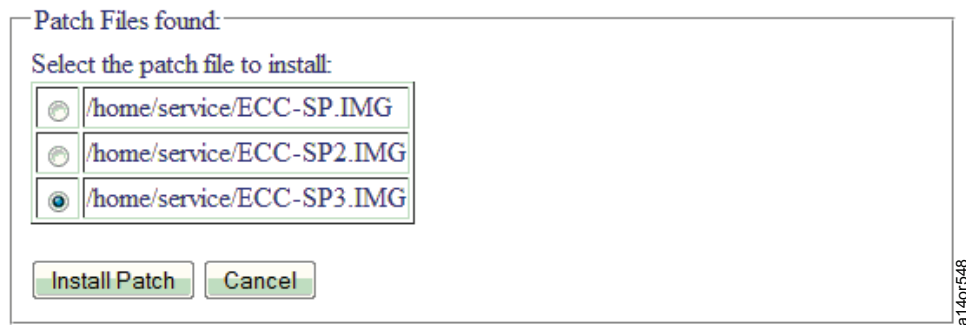 Patch Files found:
Select the patch file to install:
/home/service/ECC-SP.IMG
/home/service/ECC-SP2.IMG
/home/service/ECC-SP3.IMG
Install Patch Cancel
a14or548